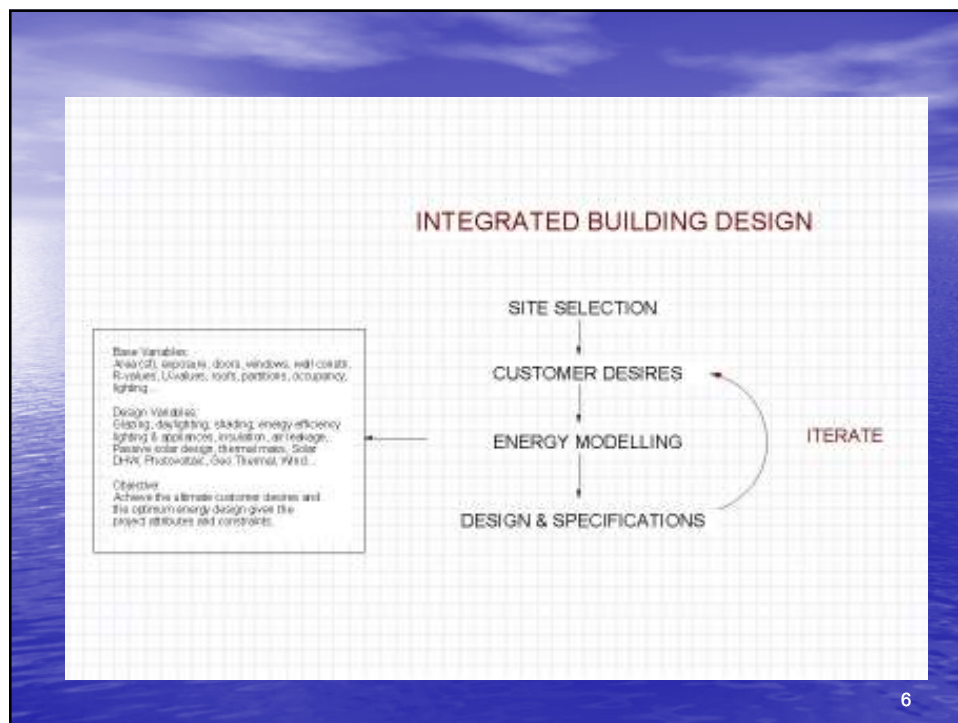 INTEGRATED BUILDING DESIGN
SITE SELECTION
CUSTOMER DESIRES
ENERGY MODELLING
DESIGN & SPECIFICATIONS
ITERATE
Base Variables:
Area (sf), exposure, doors, windows, wall constr.
R-values, U-values, roofs, partitions, occupancy,
lighting...
Design Variables:
Glazing, daylighting, shading, energy efficiency
lighting & appliances, insulation, air leakage,
Passive solar design, thermal mass, Solar
DHW, Photovoltaic, Geo Thermal, Wind...
Objective:
Achieve the ultimate customer desires and
the optimum energy design given the
project attributes and constraints.
6